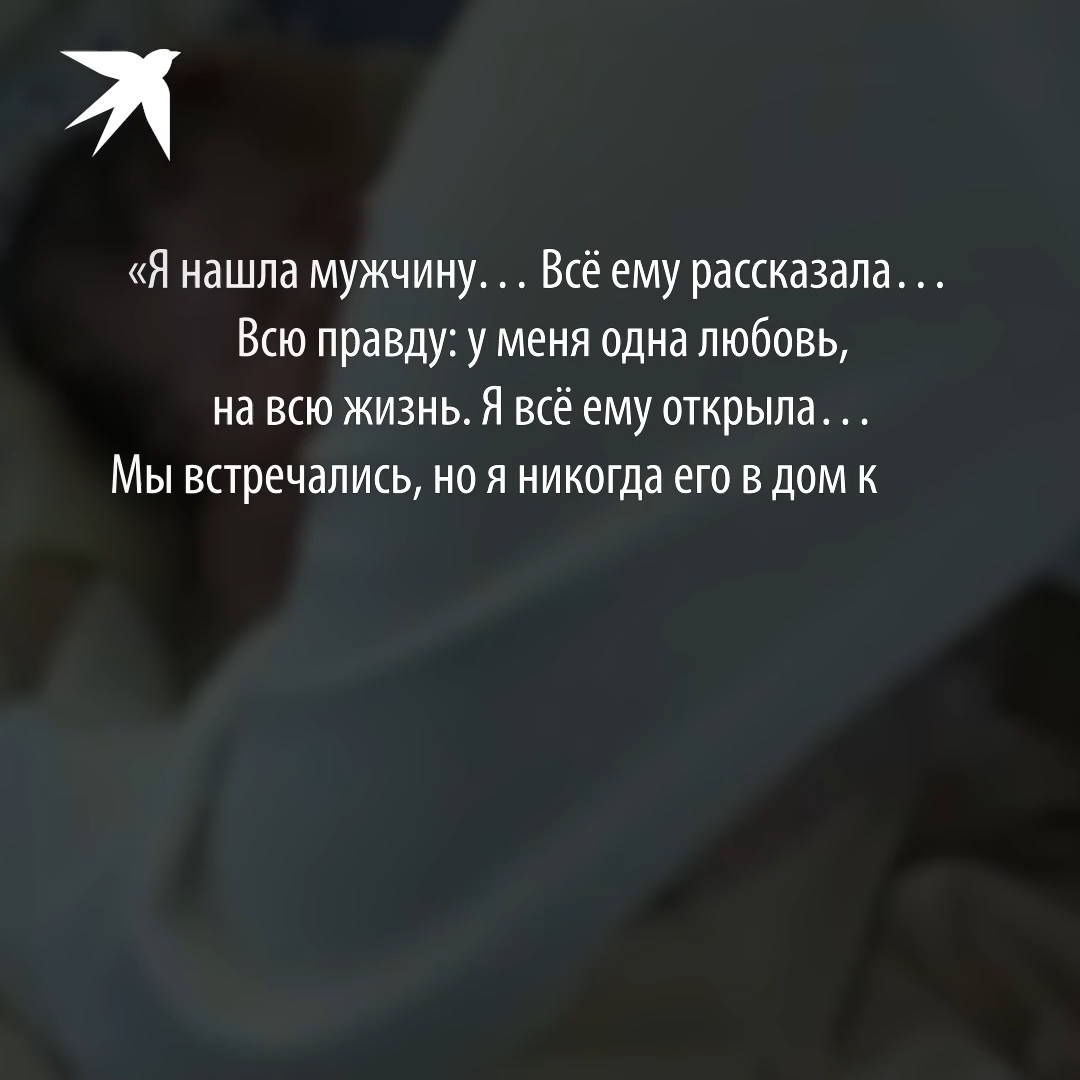 «Я нашла мужчину… Всё ему рассказала…
Всю правду: у меня одна любовь,
на всю жизнь. Я всё ему открыла…
Мы встречались, но я никогда его в дом к